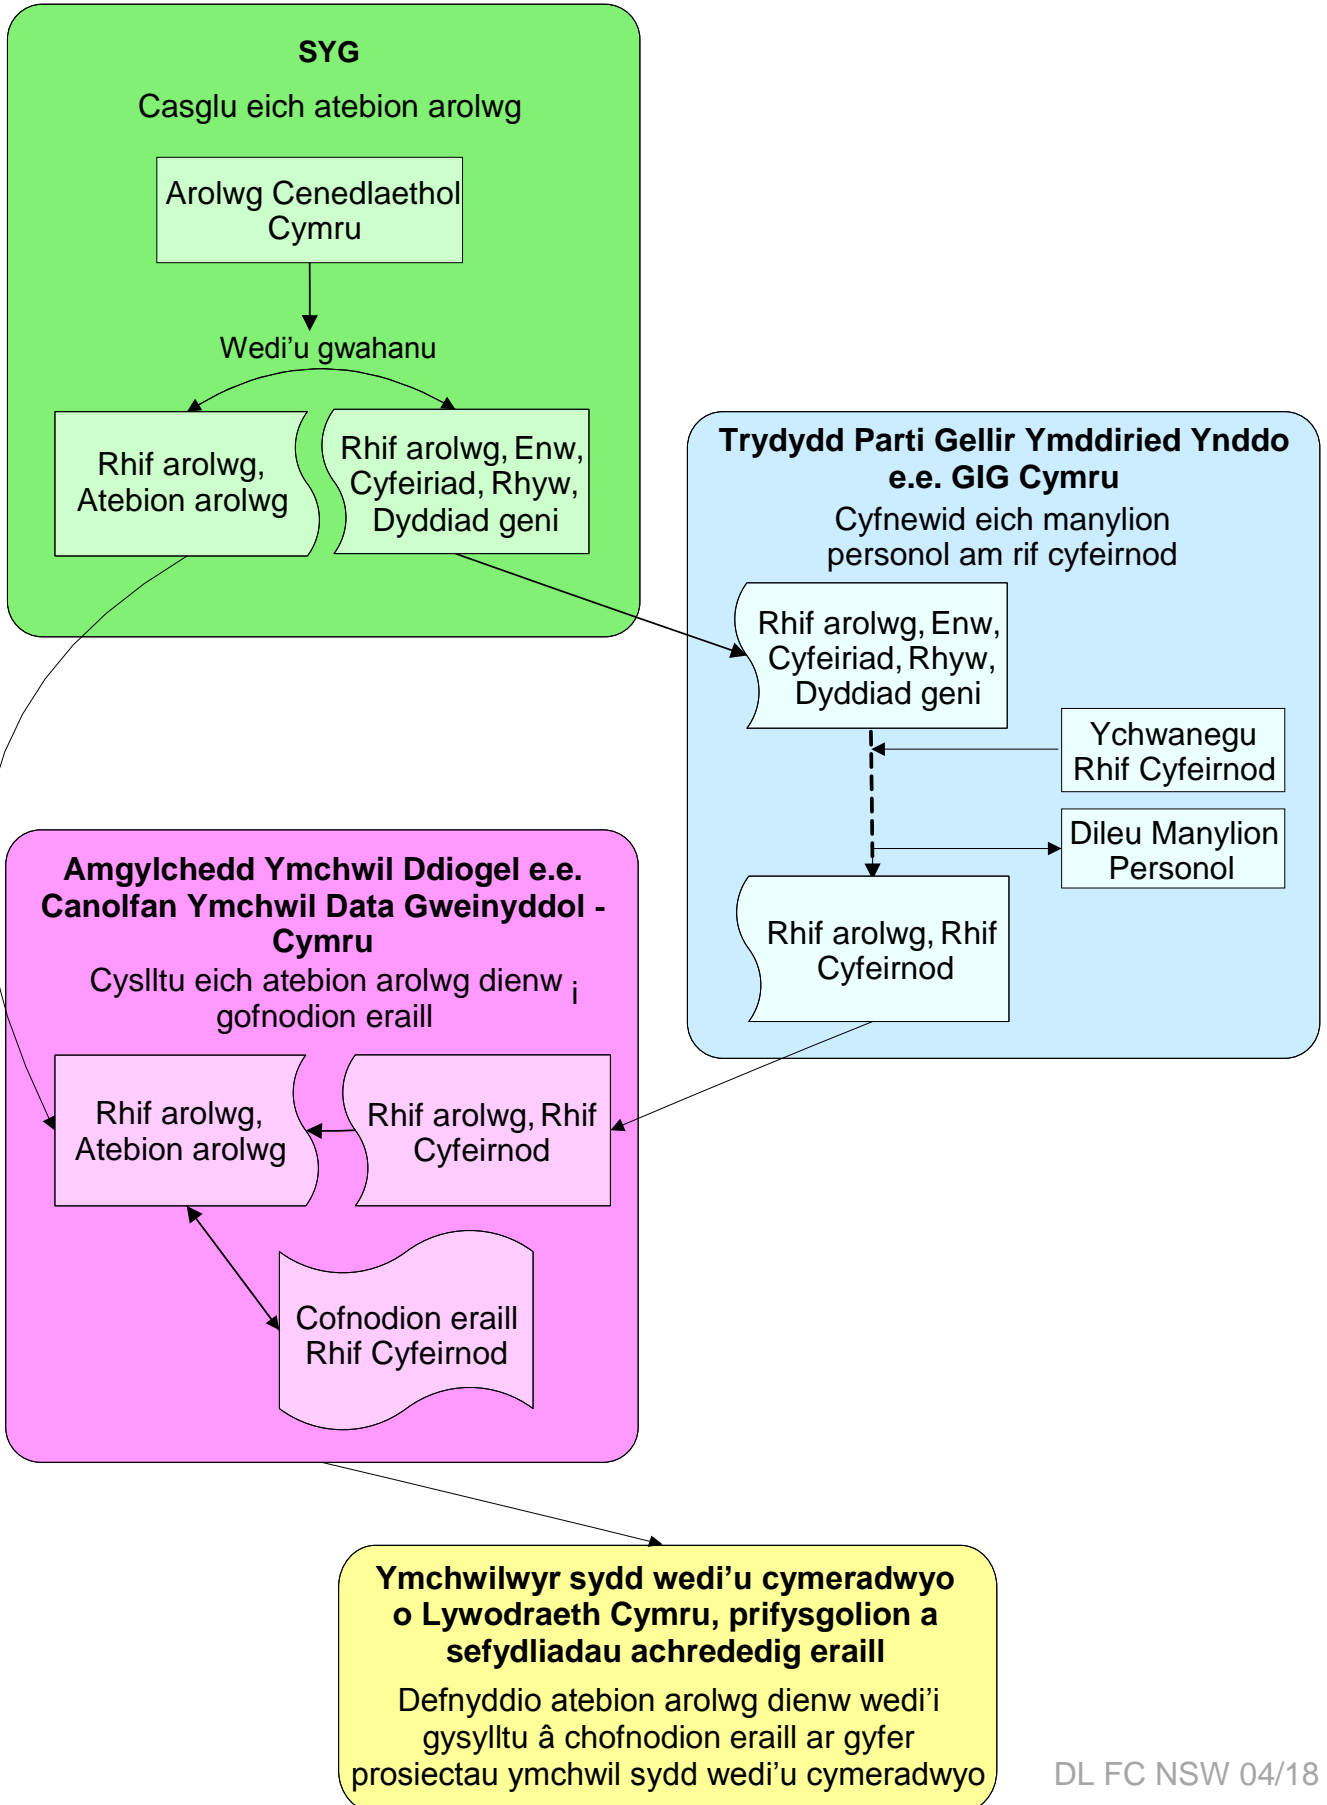 SYG
Casglu eich atebion arolwg
Arolwg Cenedlaethol
Cymru
Wedi’u gwahanu
Rhif arolwg,
Atebion arolwg
Rhif arolwg, Enw,
Cyfeiriad, Rhyw,
Dyddiad geni
Trydydd Parti Gellir Ymddiried Ynddo
e.e. GIG Cymru
Cyfnewid eich manylion
personol am rif cyfeirnod
Rhif arolwg, Enw,
Cyfeiriad, Rhyw,
Dyddiad geni
Ychwanegu
Rhif Cyfeirnod
Dileu Manylion
Personol
Rhif arolwg, Rhif
Cyfeirnod
Amgylchedd Ymchwil Ddiogel e.e.
Canolfan Ymchwil Data Gweinyddol -
Cymru
Cyslltu eich atebion arolwg dienw i
gofnodion eraill
Rhif arolwg,
Atebion arolwg
Rhif arolwg, Rhif
Cyfeirnod
Cofnodion eraill
Rhif Cyfeirnod
Ymchwilwyr sydd wedi’u cymeradwyo
o Lywodraeth Cymru, prifysgolion a
sefydliadau achrededig eraill
Defnyddio atebion arolwg dienw wedi’i
gysylltu â chofnodion eraill ar gyfer
prosiectau ymchwil sydd wedi’u cymeradwyo
DL FC NSW 04/18